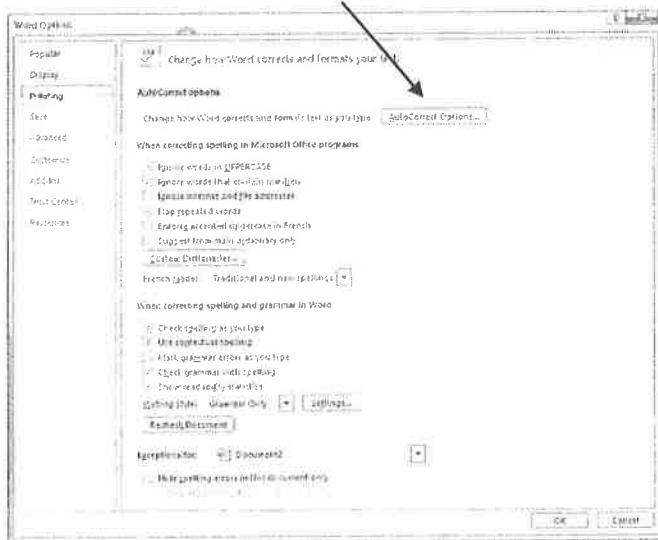 Word Options
Popular
Display
Proofing
Save
Advanced
Customize
Add-Ins
Trust Center
Resources
Change how Word corrects and formats your text.
AutoCorrect options
Change how Word corrects and formats text as you type: AutoCorrect Options...
When correcting spelling in Microsoft Office programs
Ignore words in UPPERCASE
Ignore words that contain numbers
Ignore Internet and file addresses
Flag repeated words
Enforce accented uppercase in French
Suggest from main dictionary only
Custom Dictionaries...
French modes: Traditional and new spellings
When correcting spelling and grammar in Word
Check spelling as you type
Use contextual spelling
Mark grammar errors as you type
Check grammar with spelling
Show readability statistics
Writing Style: Grammar Only Settings...
Recheck Document
Exceptions for: Document2
Hide spelling errors in this document only
OK Cancel